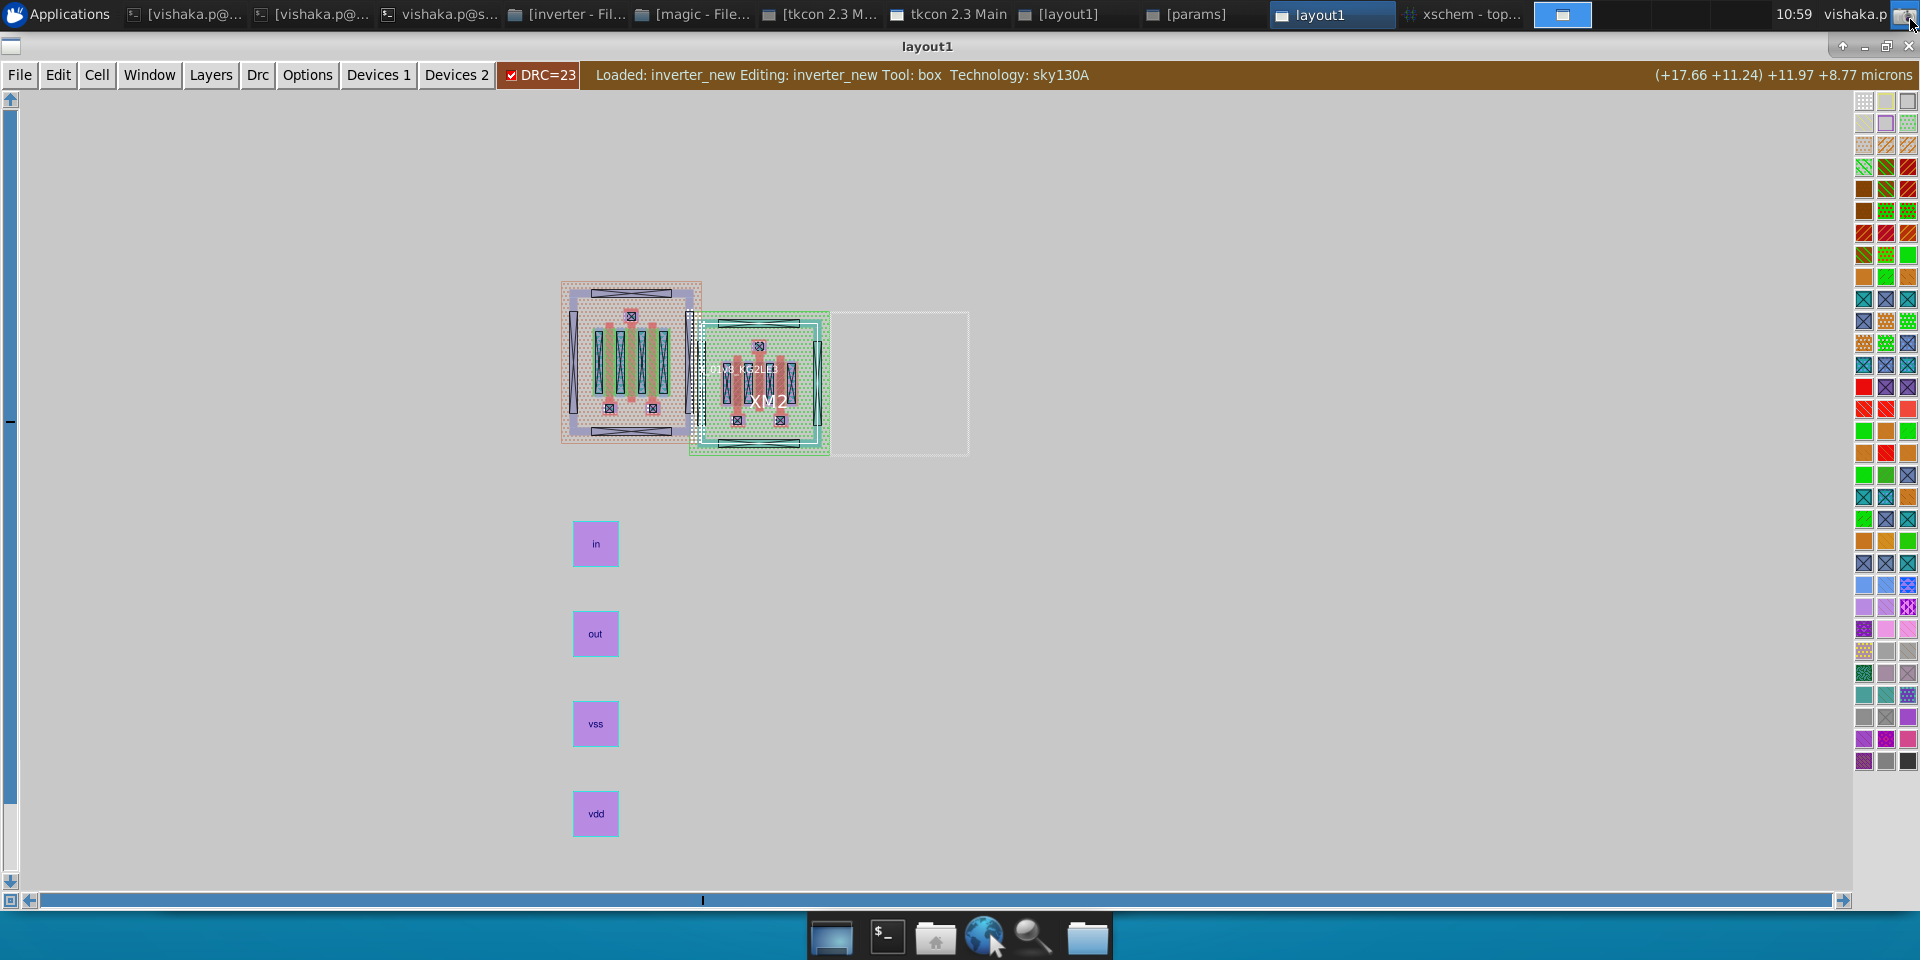 Applications [vishaka.p@... [vishaka.p@... vishaka.p@s... [inverter - Fil... [magic - File... [tkcon 2.3 M... tkcon 2.3 Main [layout1] [params] layout1 xschem - top... 10:59 vishaka.p
layout1
File Edit Cell Window Layers Drc Options Devices 1 Devices 2 DRC=23 Loaded: inverter_new Editing: inverter_new Tool: box Technology: sky130A (+17.66 +11.24) +11.97 +8.77 microns
XM2
in
out
vss
vdd
$_